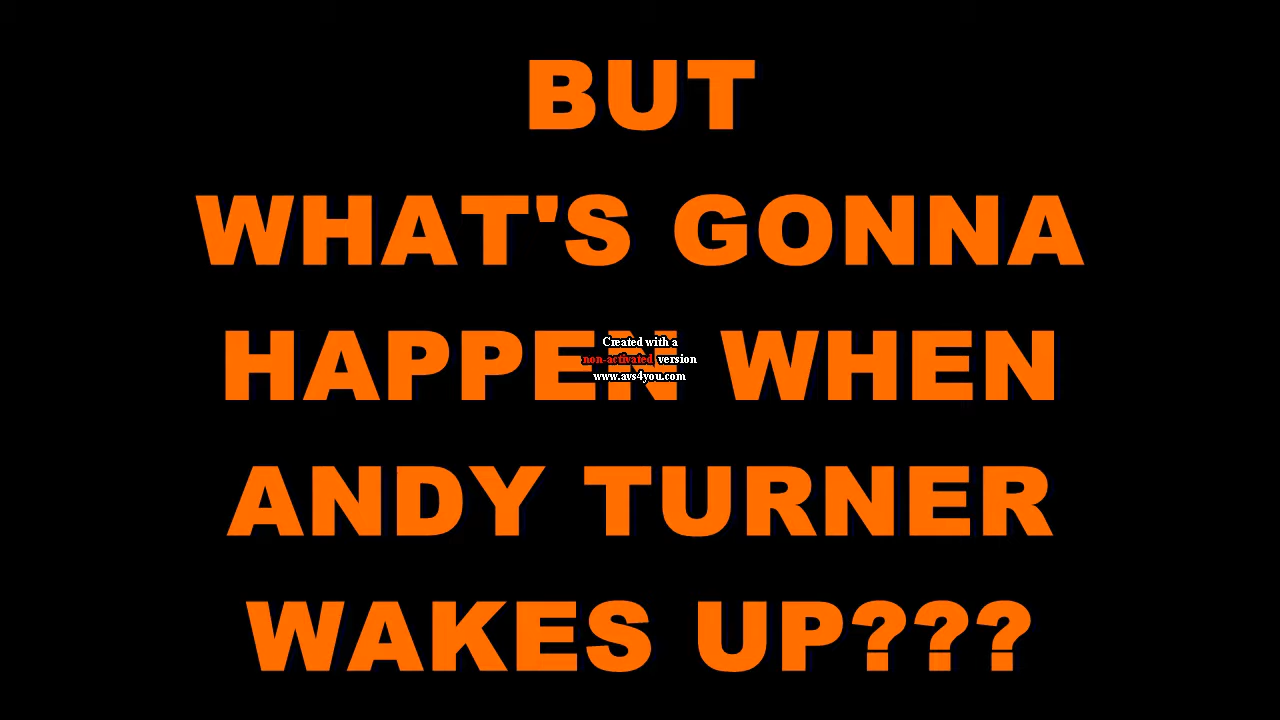 BUT
WHAT'S GONNA
HAPPEN WHEN
Created with a
non-activated version
www.avs4you.com
ANDY TURNER
WAKES UP???